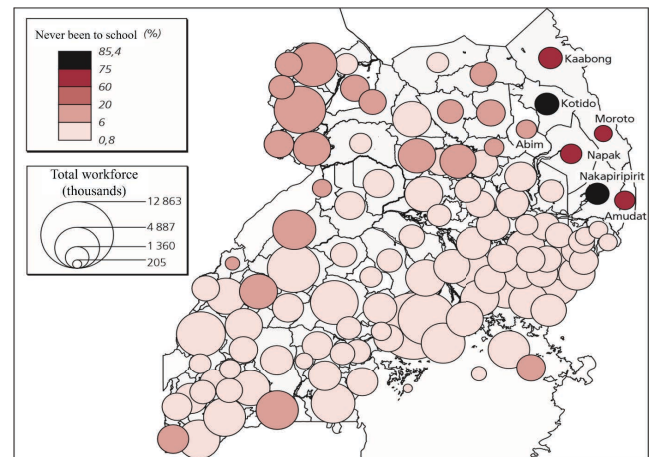 Never been to school (%)
85,4
75
60
20
6
0,8
Total workforce
(thousands)
12 863
4 887
1 360
205
Kaabong
Kotido
Moroto
Abim
Napak
Nakapiripirit
Amudat